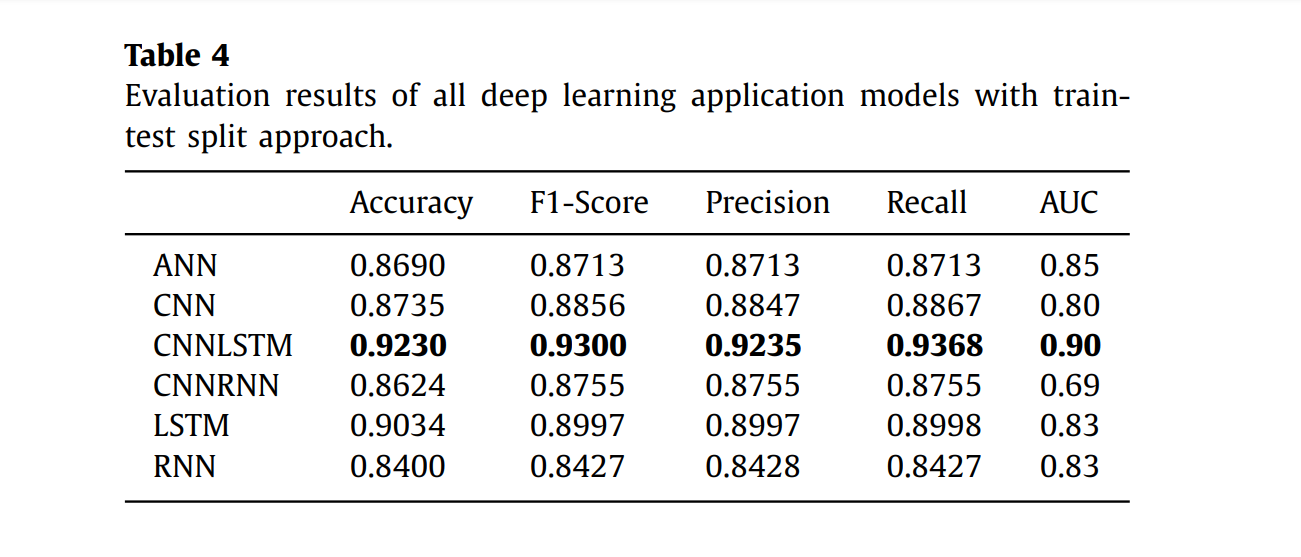 Table 4
Evaluation results of all deep learning application models with train-
test split approach.
Accuracy F1-Score Precision Recall AUC
ANN 0.8690 0.8713 0.8713 0.8713 0.85
CNN 0.8735 0.8856 0.8847 0.8867 0.80
CNNLSTM 0.9230 0.9300 0.9235 0.9368 0.90
CNNRNN 0.8624 0.8755 0.8755 0.8755 0.69
LSTM 0.9034 0.8997 0.8997 0.8998 0.83
RNN 0.8400 0.8427 0.8428 0.8427 0.83